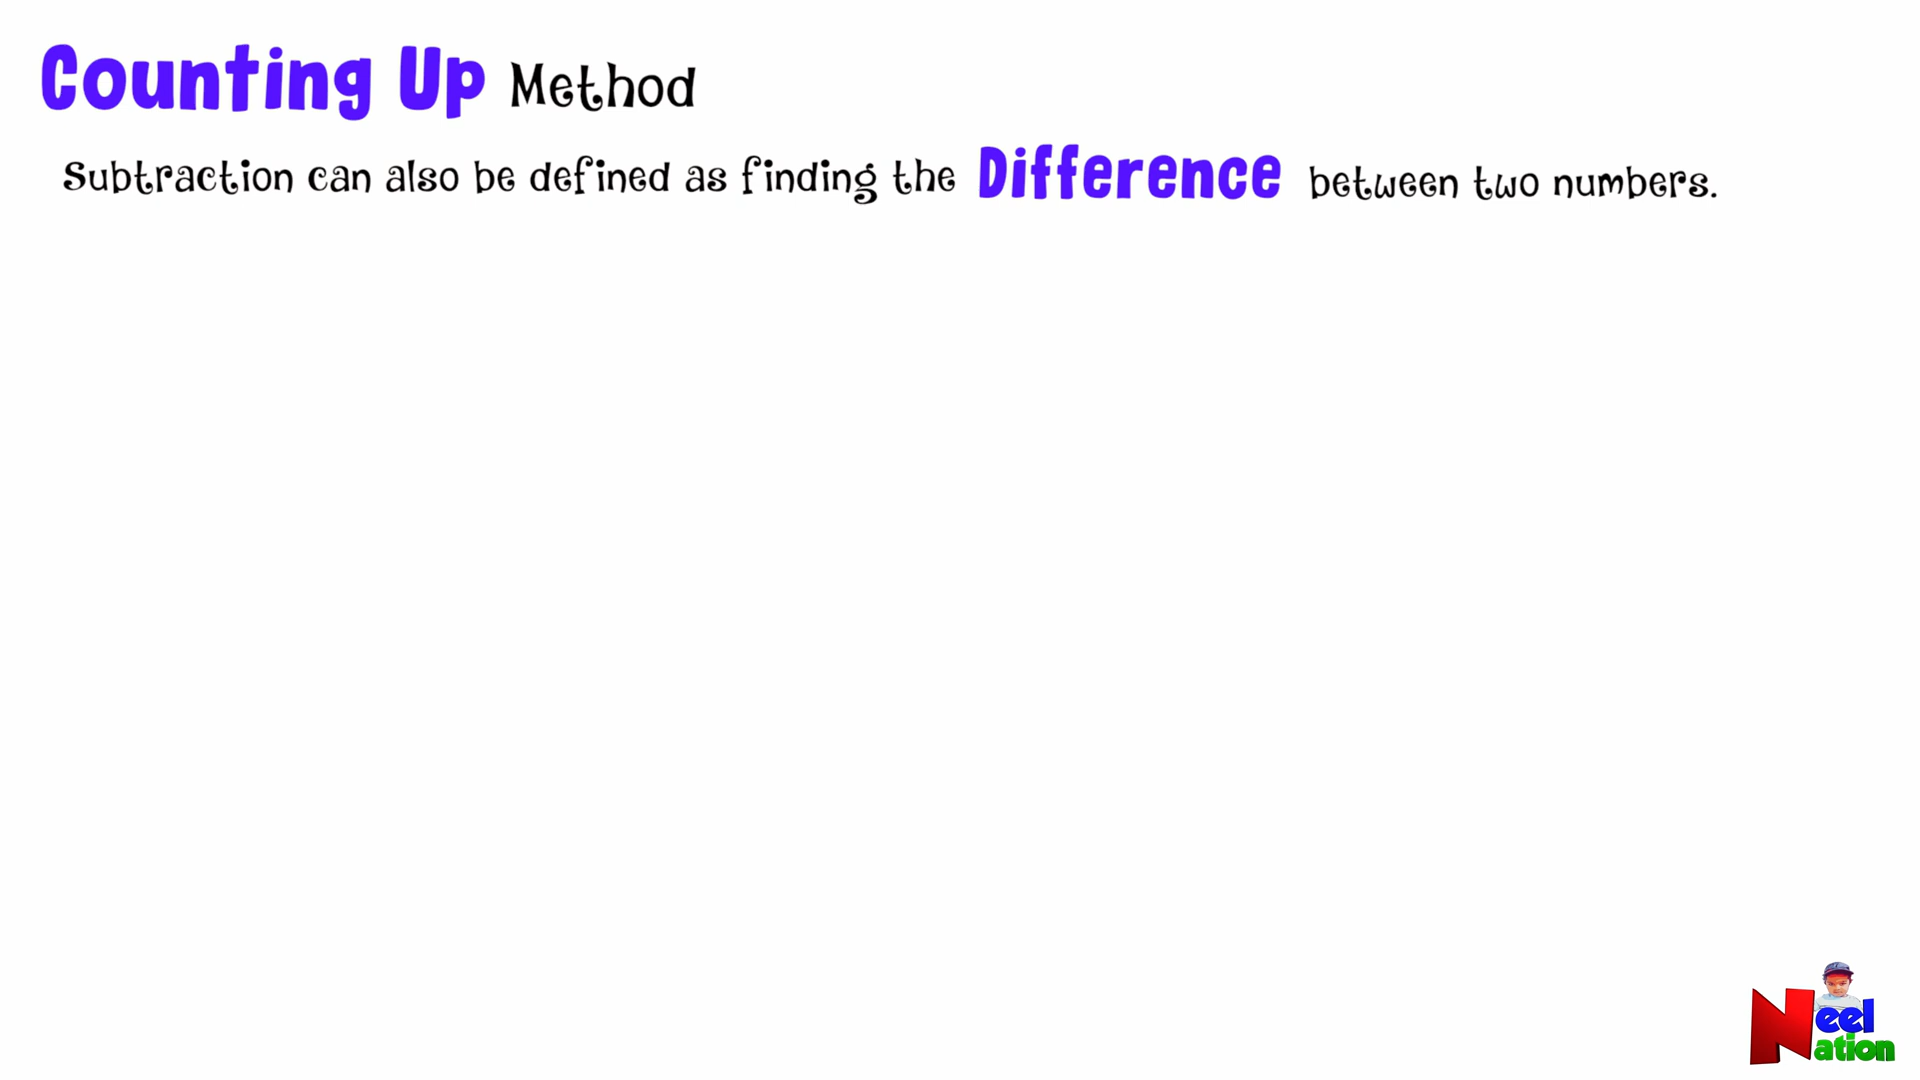 Counting Up Method
Subtraction can also be defined as finding the Difference between two numbers.
Neel
Nation